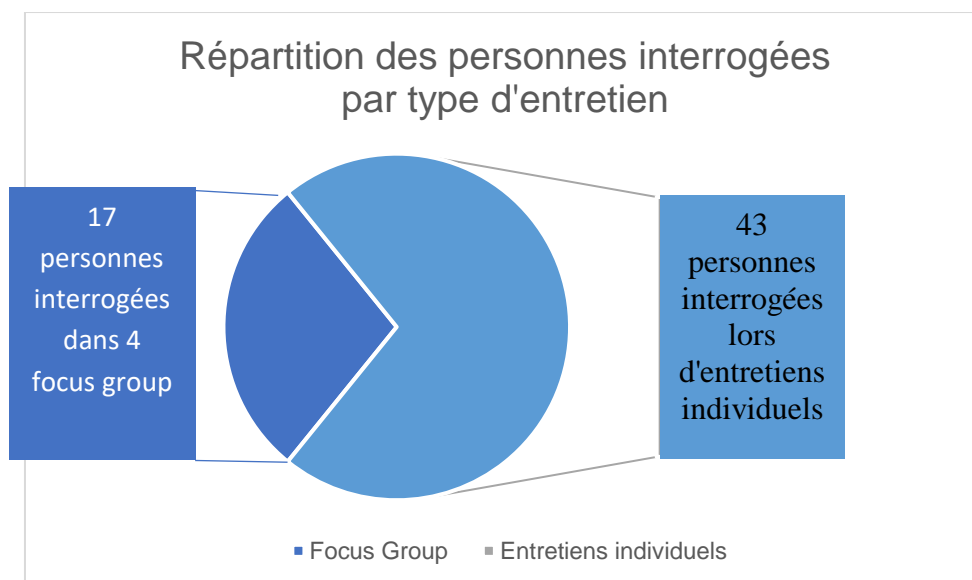 Répartition des personnes interrogées
par type d'entretien
17
personnes
interrogées
dans 4
focus group
43
personnes
interrogées
lors
d'entretiens
individuels
Focus Group
Entretiens individuels